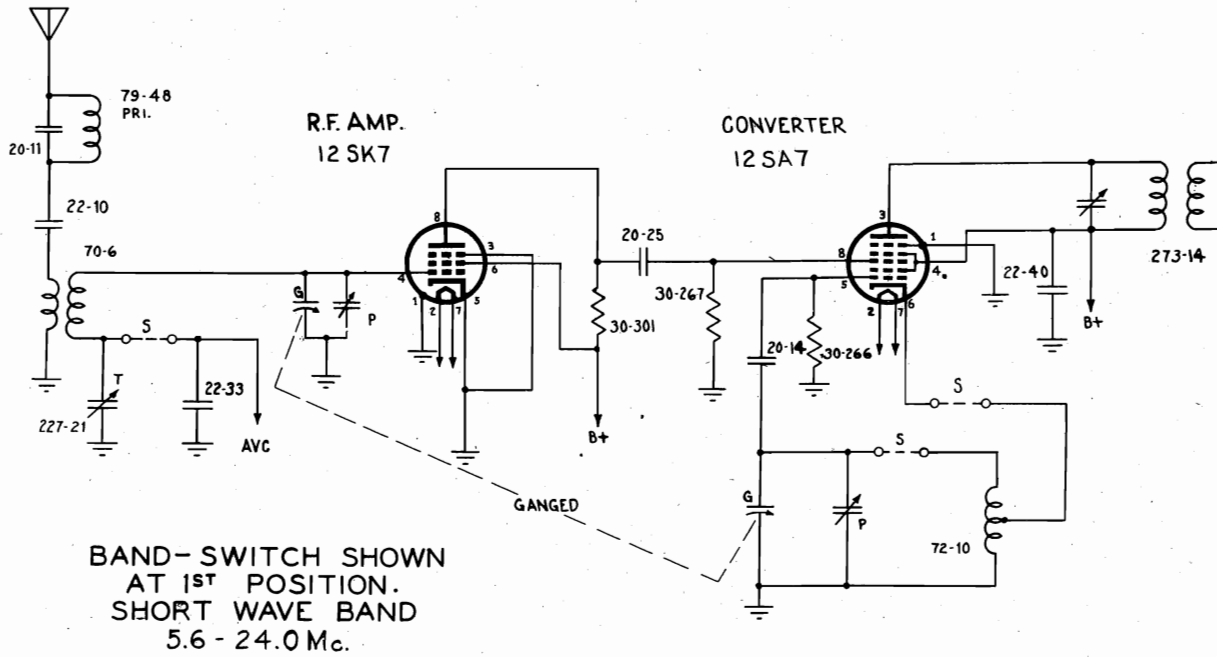 79-48
PRI.
20-11
R.F. AMP.
12 SK7
CONVERTER
12 SA7
22-10
70-6
8
3
6
4
1
2
7
5
G
P
S
T
227-21
22-33
AVC
20-25
30-267
30-301
B+
3
1
8
4
5
2
7
6
20-14
30-266
22-40
B+
273-14
S
S
G
P
72-10
GANGED
BAND-SWITCH SHOWN
AT 1ST POSITION.
SHORT WAVE BAND
5.6 - 24.0 Mc.